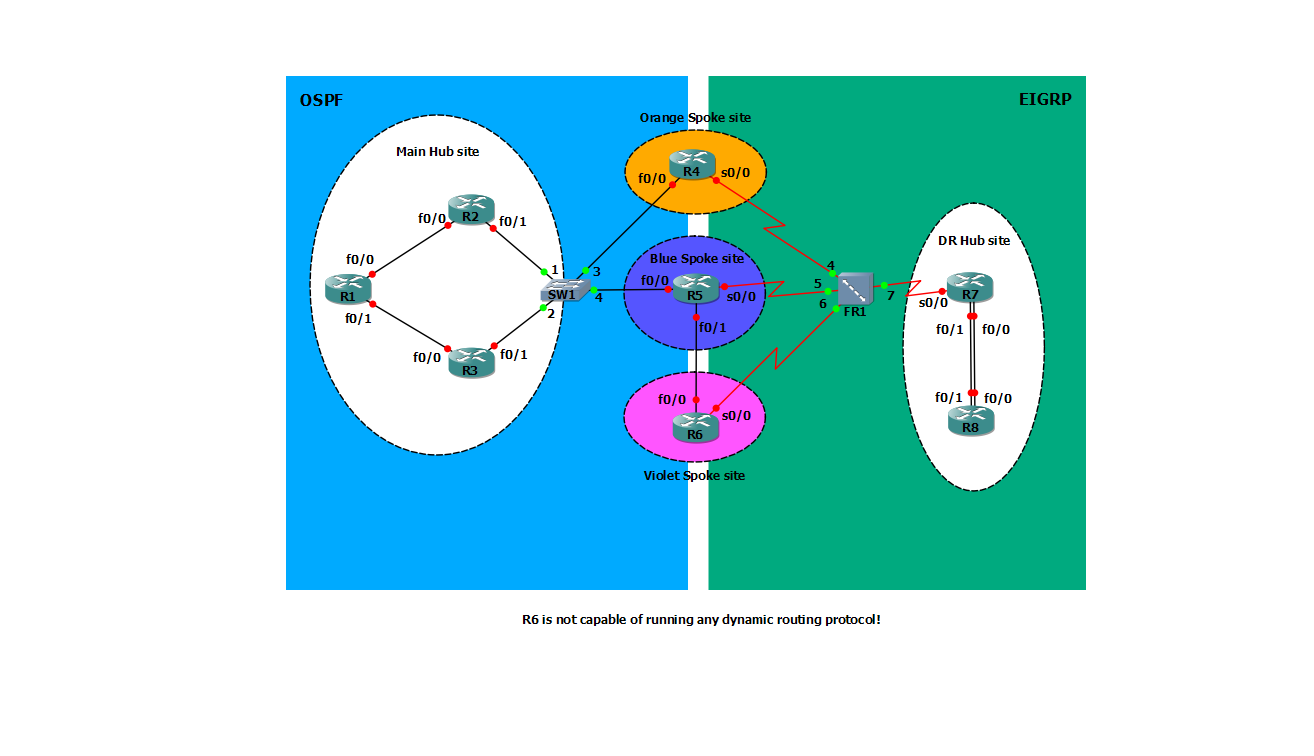 OSPF
EIGRP
Orange Spoke site
Main Hub site
R4
f0/0
s0/0
R2
f0/0
f0/1
DR Hub site
Blue Spoke site
f0/0
R1
f0/1
1
3
SW1
4
2
f0/0
R5
s0/0
f0/1
4
5
6
FR1
7
s0/0
R7
f0/1
f0/0
f0/0
f0/1
R3
f0/1
f0/0
R8
f0/0
s0/0
R6
Violet Spoke site
R6 is not capable of running any dynamic routing protocol!